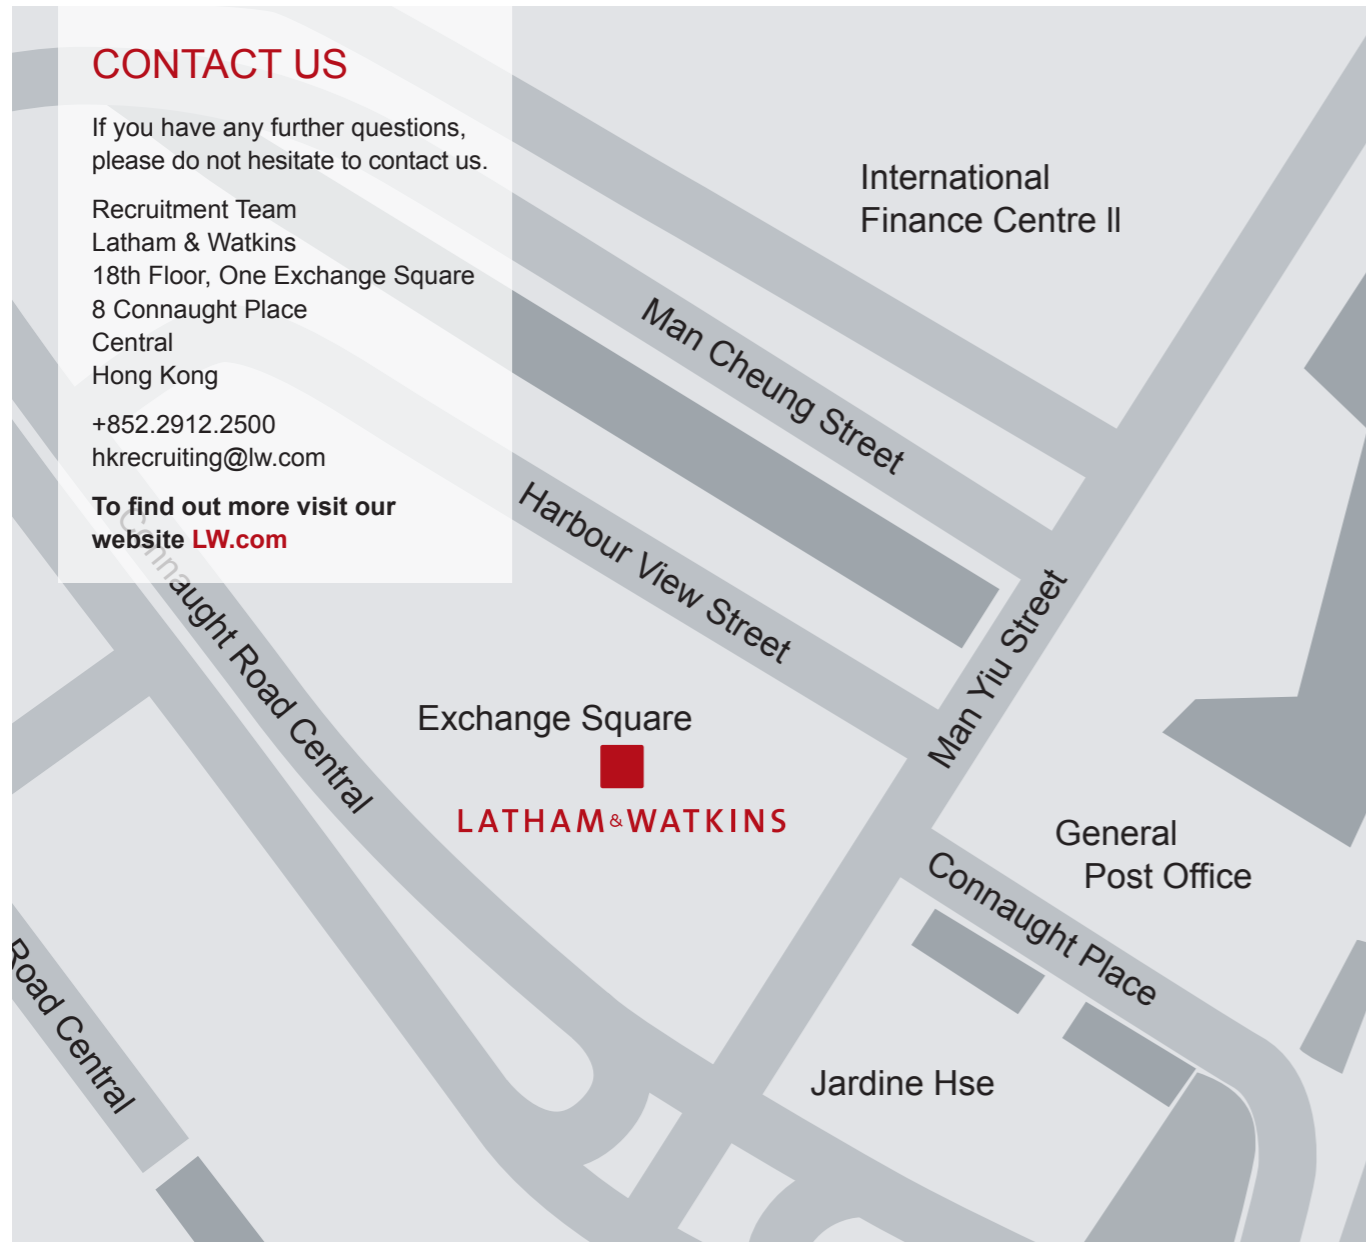 CONTACT US
If you have any further questions,
please do not hesitate to contact us.
Recruitment Team
Latham & Watkins
18th Floor, One Exchange Square
8 Connaught Place
Central
Hong Kong
+852.2912.2500
hkrecruiting@lw.com
To find out more visit our
website LW.com
International
Finance Centre ll
Man Cheung Street
Harbour View Street
Man Yiu Street
Connaught Road Central
Exchange Square
LATHAM&WATKINS
General
Post Office
Connaught Place
Jardine Hse
Road Central